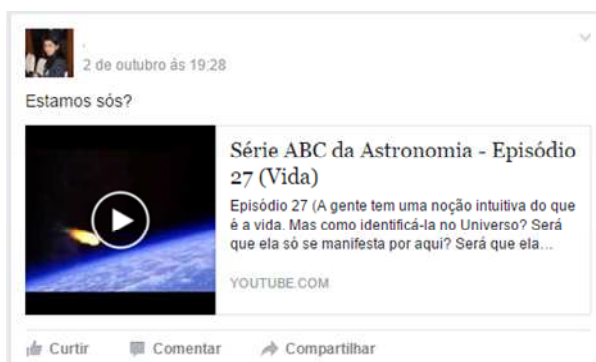 2 de outubro ás 19:28
Estamos sós?
Série ABC da Astronomia - Episódio
27 (Vida)
Episódio 27 (A gente tem uma noção intuitiva do que
é a vida. Mas como identificá-la no Universo? Será
que ela só se manifesta por aqui? Será que ela...
YOUTUBE.COM
Curtir Comentar Compartilhar